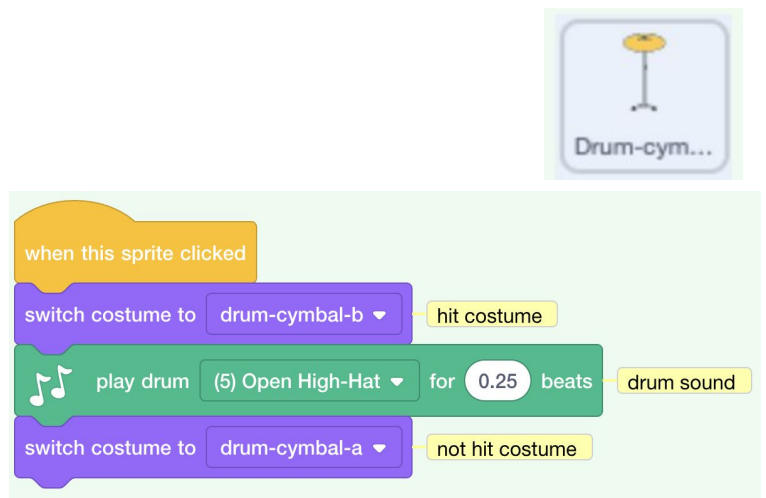 Drum-cym...
when this sprite clicked
switch costume to drum-cymbal-b hit costume
play drum (5) Open High-Hat for 0.25 beats drum sound
switch costume to drum-cymbal-a not hit costume